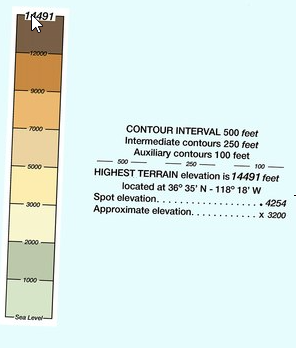 14491
12000
9000
7000
5000
3000
2000
1000
Sea Level
CONTOUR INTERVAL 500 feet
Intermediate contours 250 feet
Auxiliary contours 100 feet
500 250 100
HIGHEST TERRAIN elevation is 14491 feet
located at 36° 35' N - 118° 18' W
Spot elevation. . . . . . . . . . . . . . . . . . . . . • 4254
Approximate elevation. . . . . . . . . . . . . x 3200